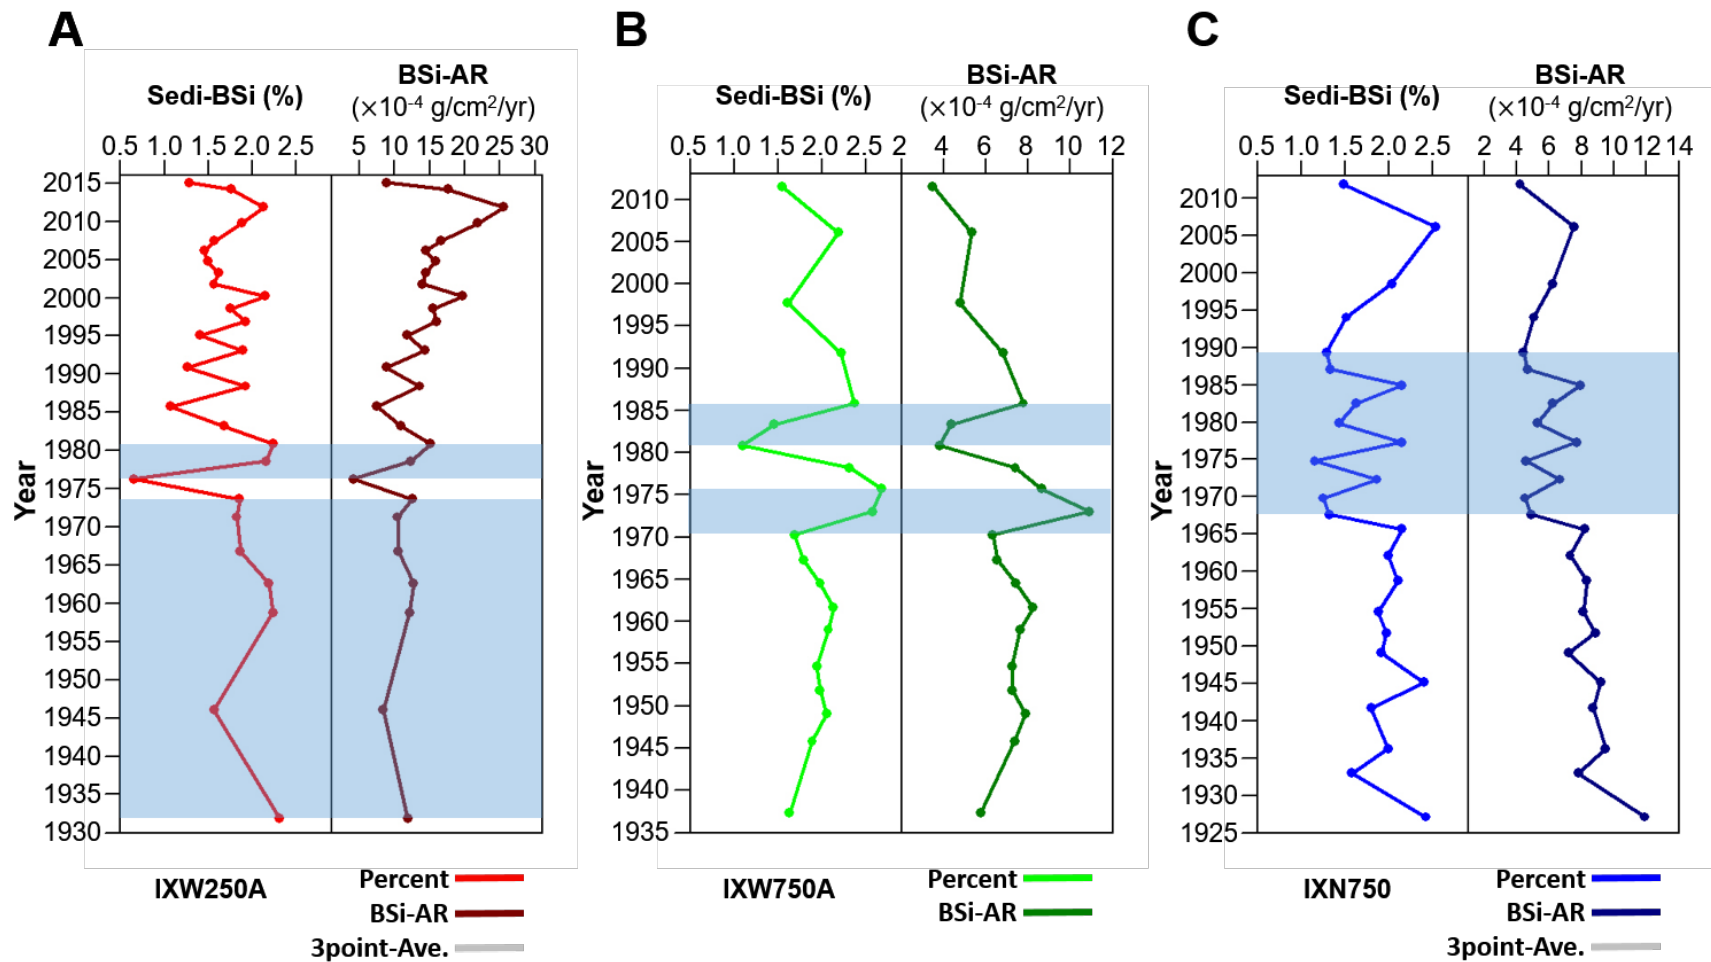 A
Sedi-BSi (%)
BSi-AR
(×10-4 g/cm2/yr)
0.5 1.0 1.5 2.0 2.5
5 10 15 20 25 30
Year
2015
2010
2005
2000
1995
1990
1985
1980
1975
1970
1965
1960
1955
1950
1945
1940
1935
1930
IXW250A
Percent
BSi-AR
3point-Ave.
B
Sedi-BSi (%)
BSi-AR
(×10-4 g/cm2/yr)
0.5 1.0 1.5 2.0 2.5
2 4 6 8 10 12
Year
2010
2005
2000
1995
1990
1985
1980
1975
1970
1965
1960
1955
1950
1945
1940
1935
IXW750A
Percent
BSi-AR
C
Sedi-BSi (%)
BSi-AR
(×10-4 g/cm2/yr)
0.5 1.0 1.5 2.0 2.5
2 4 6 8 10 12 14
Year
2010
2005
2000
1995
1990
1985
1980
1975
1970
1965
1960
1955
1950
1945
1940
1935
1930
1925
IXN750
Percent
BSi-AR
3point-Ave.